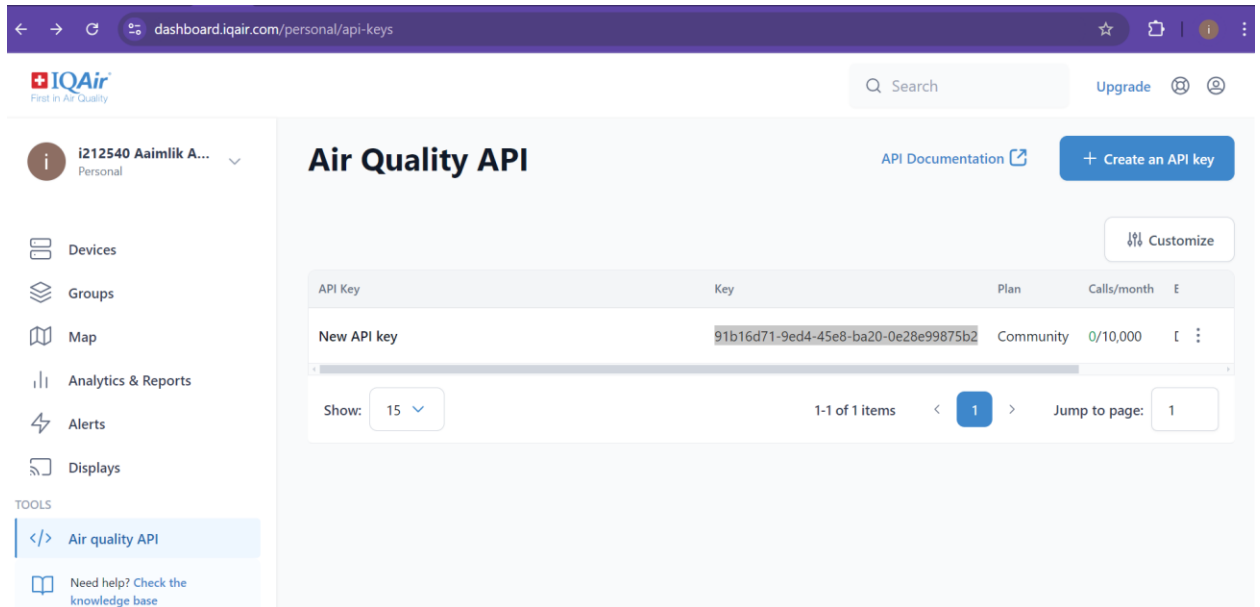 dashboard.iqair.com/personal/api-keys
i
IQAir
First in Air Quality
Search
Upgrade
i
i212540 Aaimlik A...
Personal
Air Quality API
API Documentation
+ Create an API key
Devices
Groups
Map
Analytics & Reports
Alerts
Displays
TOOLS
Air quality API
Need help? Check the
knowledge base
Customize
API Key Key Plan Calls/month
New API key 91b16d71-9ed4-45e8-ba20-0e28e99875b2 Community 0/10,000
Show: 15 1-1 of 1 items 1 Jump to page: 1